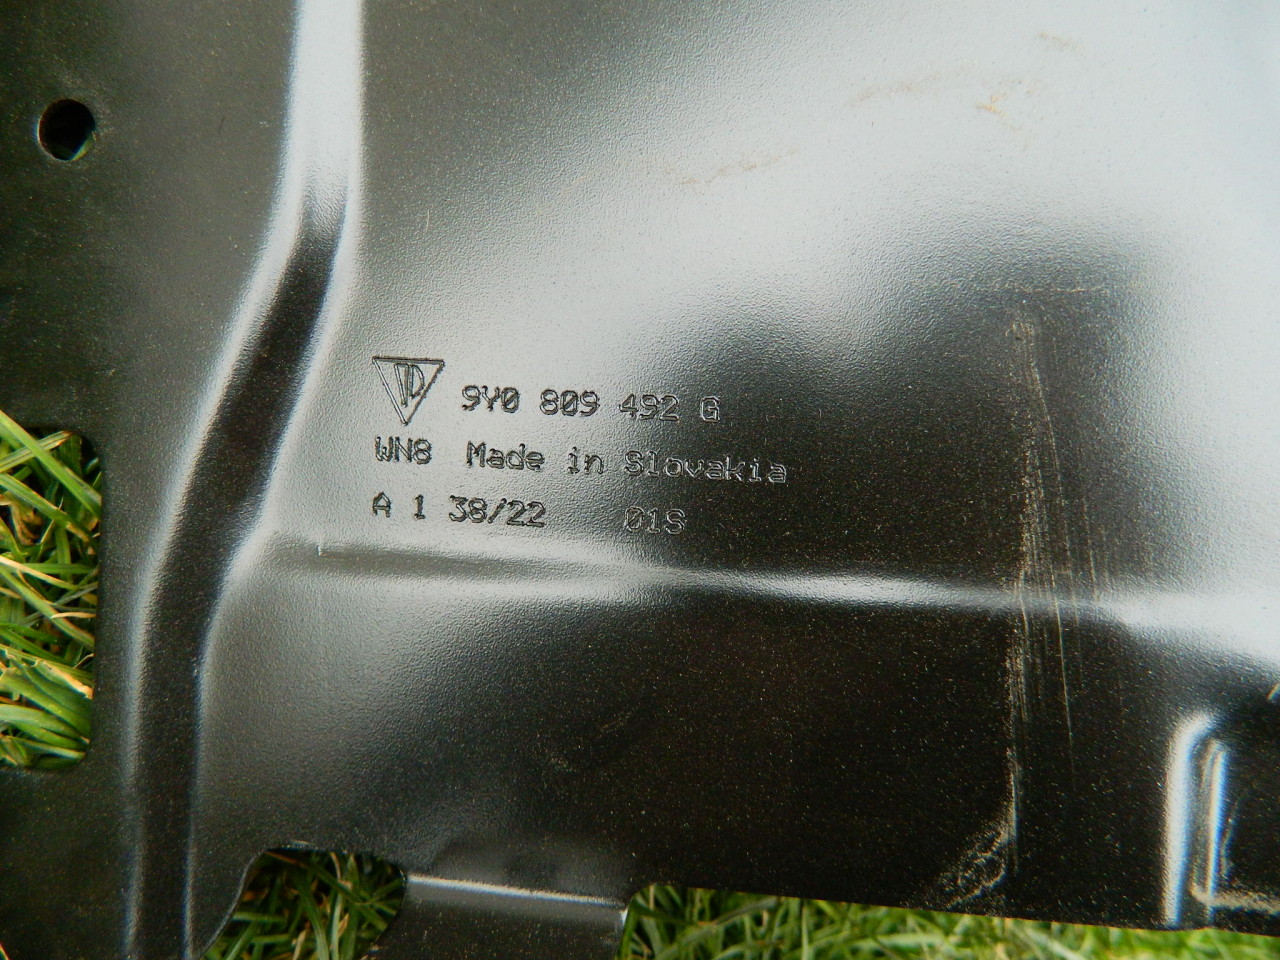 9Y0 809 492 G
WN8 Made in Slovakia
A 1 38/22 01S